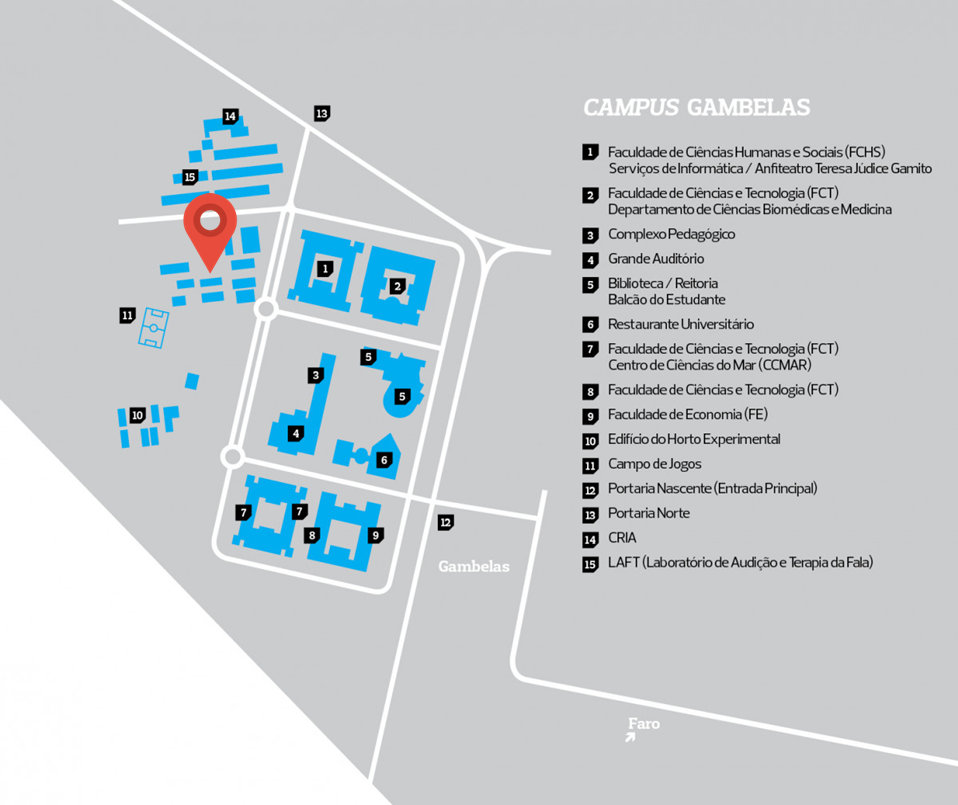 CAMPUS GAMBELAS
1 Faculdade de Ciências Humanas e Sociais (FCHS)
Serviços de Informática / Anfiteatro Teresa Júdice Gamito
2 Faculdade de Ciências e Tecnologia (FCT)
Departamento de Ciências Biomédicas e Medicina
3 Complexo Pedagógico
4 Grande Auditório
5 Biblioteca / Reitoria
Balcão do Estudante
6 Restaurante Universitário
7 Faculdade de Ciências e Tecnologia (FCT)
Centro de Ciências do Mar (CCMAR)
8 Faculdade de Ciências e Tecnologia (FCT)
9 Faculdade de Economia (FE)
10 Edifício do Horto Experimental
11 Campo de Jogos
12 Portaria Nascente (Entrada Principal)
13 Portaria Norte
14 CRIA
15 LAFT (Laboratório de Audição e Terapia da Fala)
13
14
15
1
2
11
5
3
5
10
4
6
7
7
12
8
9
Gambelas
Faro